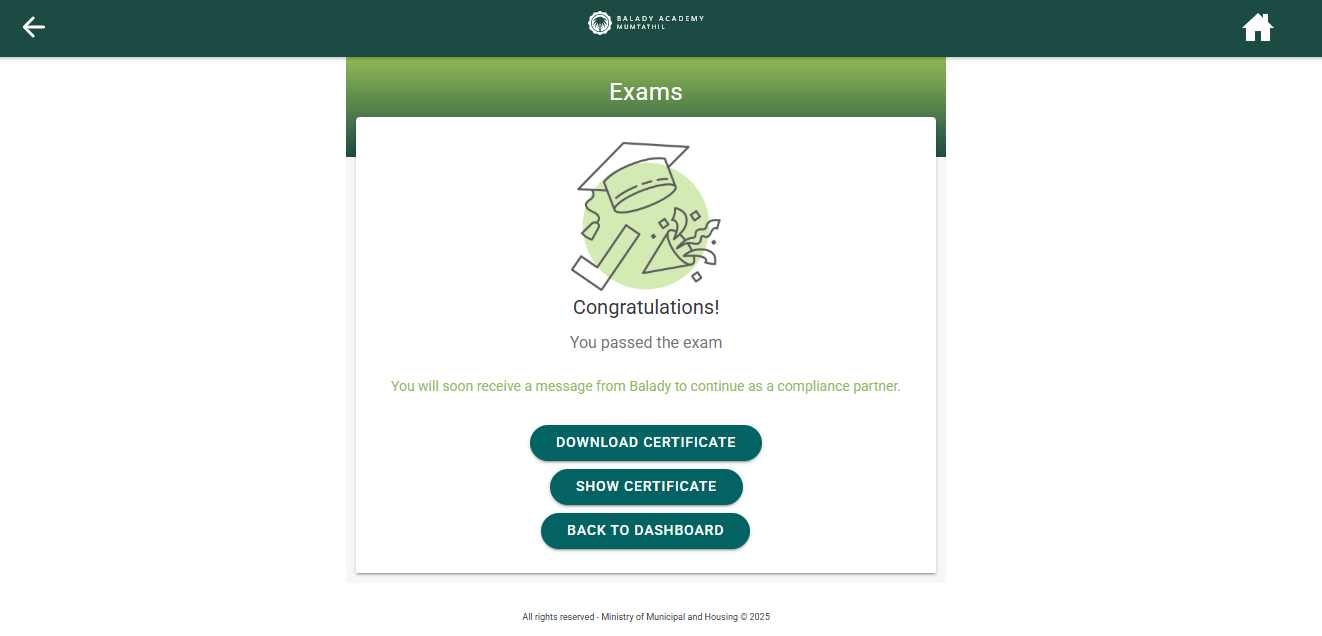 BALADY ACADEMY
MUMTATHIL
Exams
Congratulations!
You passed the exam
You will soon receive a message from Balady to continue as a compliance partner.
DOWNLOAD CERTIFICATE
SHOW CERTIFICATE
BACK TO DASHBOARD
All rights reserved - Ministry of Municipal and Housing © 2025